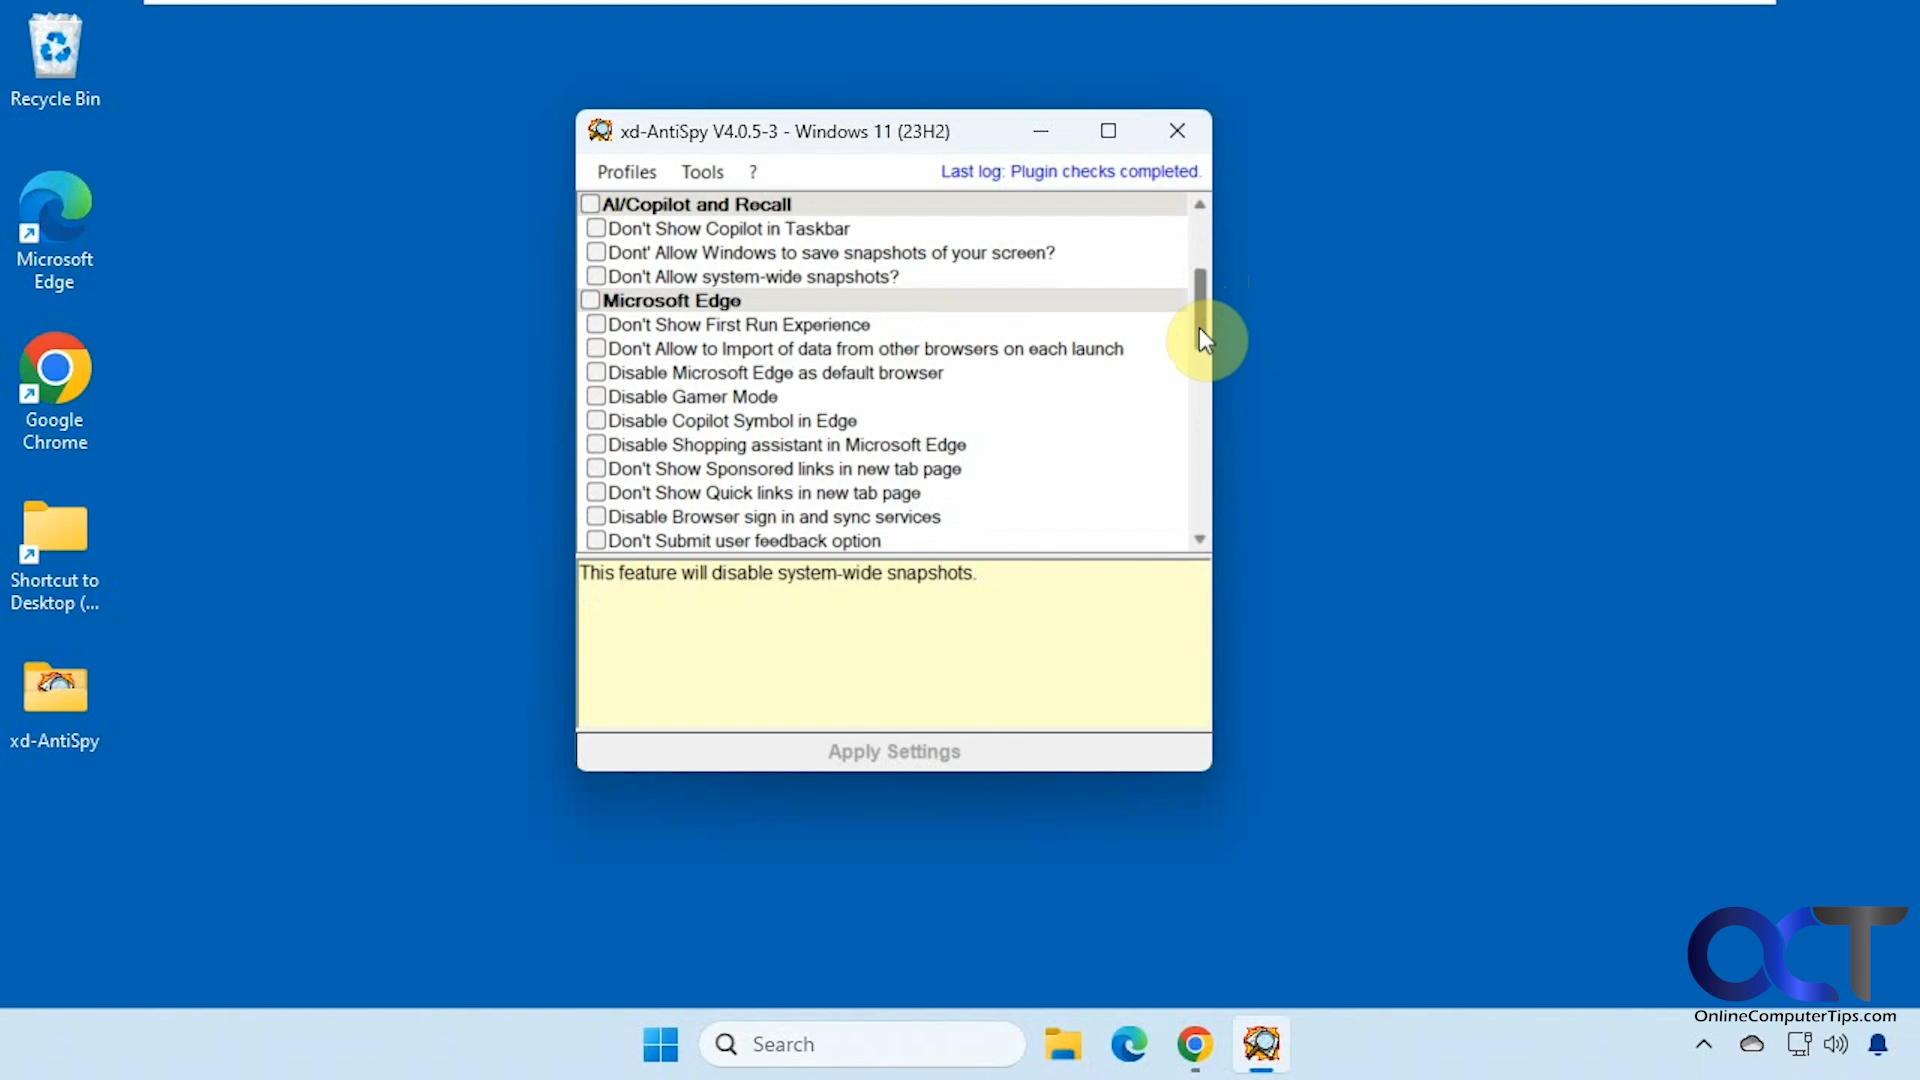 Recycle Bin
Microsoft
Edge
Google
Chrome
Shortcut to
Desktop (...
xd-AntiSpy
xd-AntiSpy V4.0.5-3 - Windows 11 (23H2)
Profiles Tools ? Last log: Plugin checks completed.
AI/Copilot and Recall
Don't Show Copilot in Taskbar
Dont' Allow Windows to save snapshots of your screen?
Don't Allow system-wide snapshots?
Microsoft Edge
Don't Show First Run Experience
Don't Allow to Import of data from other browsers on each launch
Disable Microsoft Edge as default browser
Disable Gamer Mode
Disable Copilot Symbol in Edge
Disable Shopping assistant in Microsoft Edge
Don't Show Sponsored links in new tab page
Don't Show Quick links in new tab page
Disable Browser sign in and sync services
Don't Submit user feedback option
This feature will disable system-wide snapshots.
Apply Settings
OCT
OnlineComputerTips.com
Search